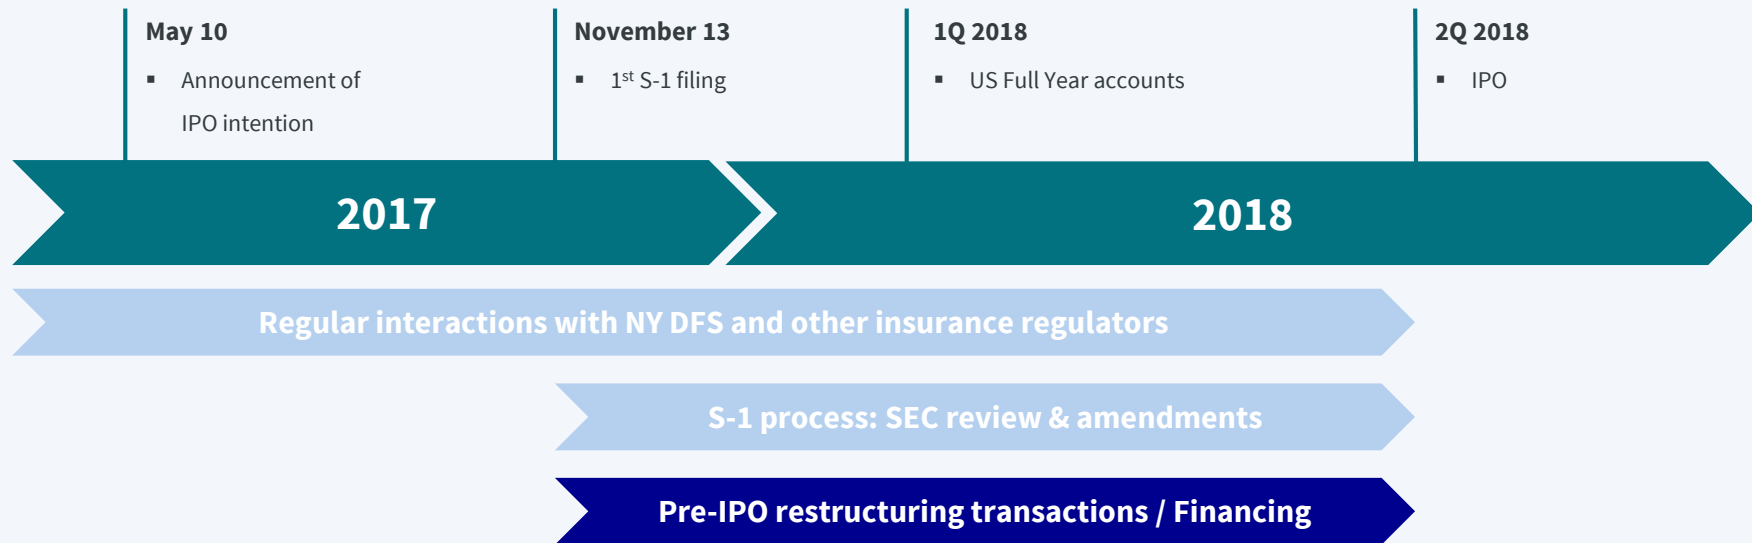 May 10
▪ Announcement of
IPO intention
November 13
▪ 1st S-1 filing
1Q 2018
▪ US Full Year accounts
2Q 2018
▪ IPO
2017
2018
Regular interactions with NY DFS and other insurance regulators
S-1 process: SEC review & amendments
Pre-IPO restructuring transactions / Financing